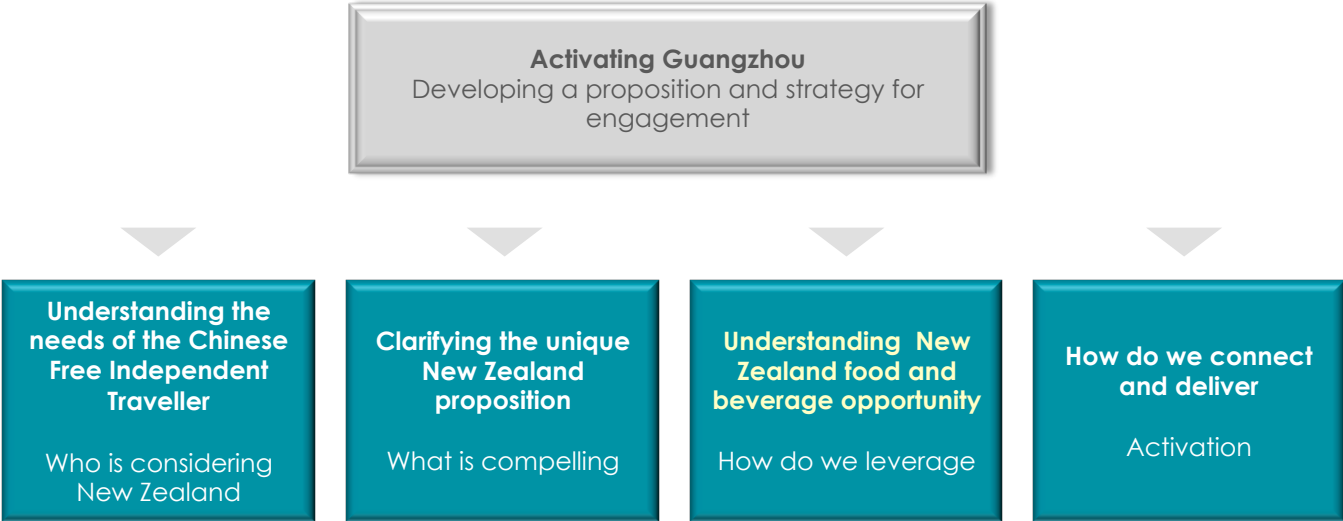 Activating Guangzhou
Developing a proposition and strategy for
engagement
Understanding the
needs of the Chinese
Free Independent
Traveller
Who is considering
New Zealand
Clarifying the unique
New Zealand
proposition
What is compelling
Understanding  New
Zealand food and
beverage opportunity
How do we leverage
How do we connect
and deliver
Activation